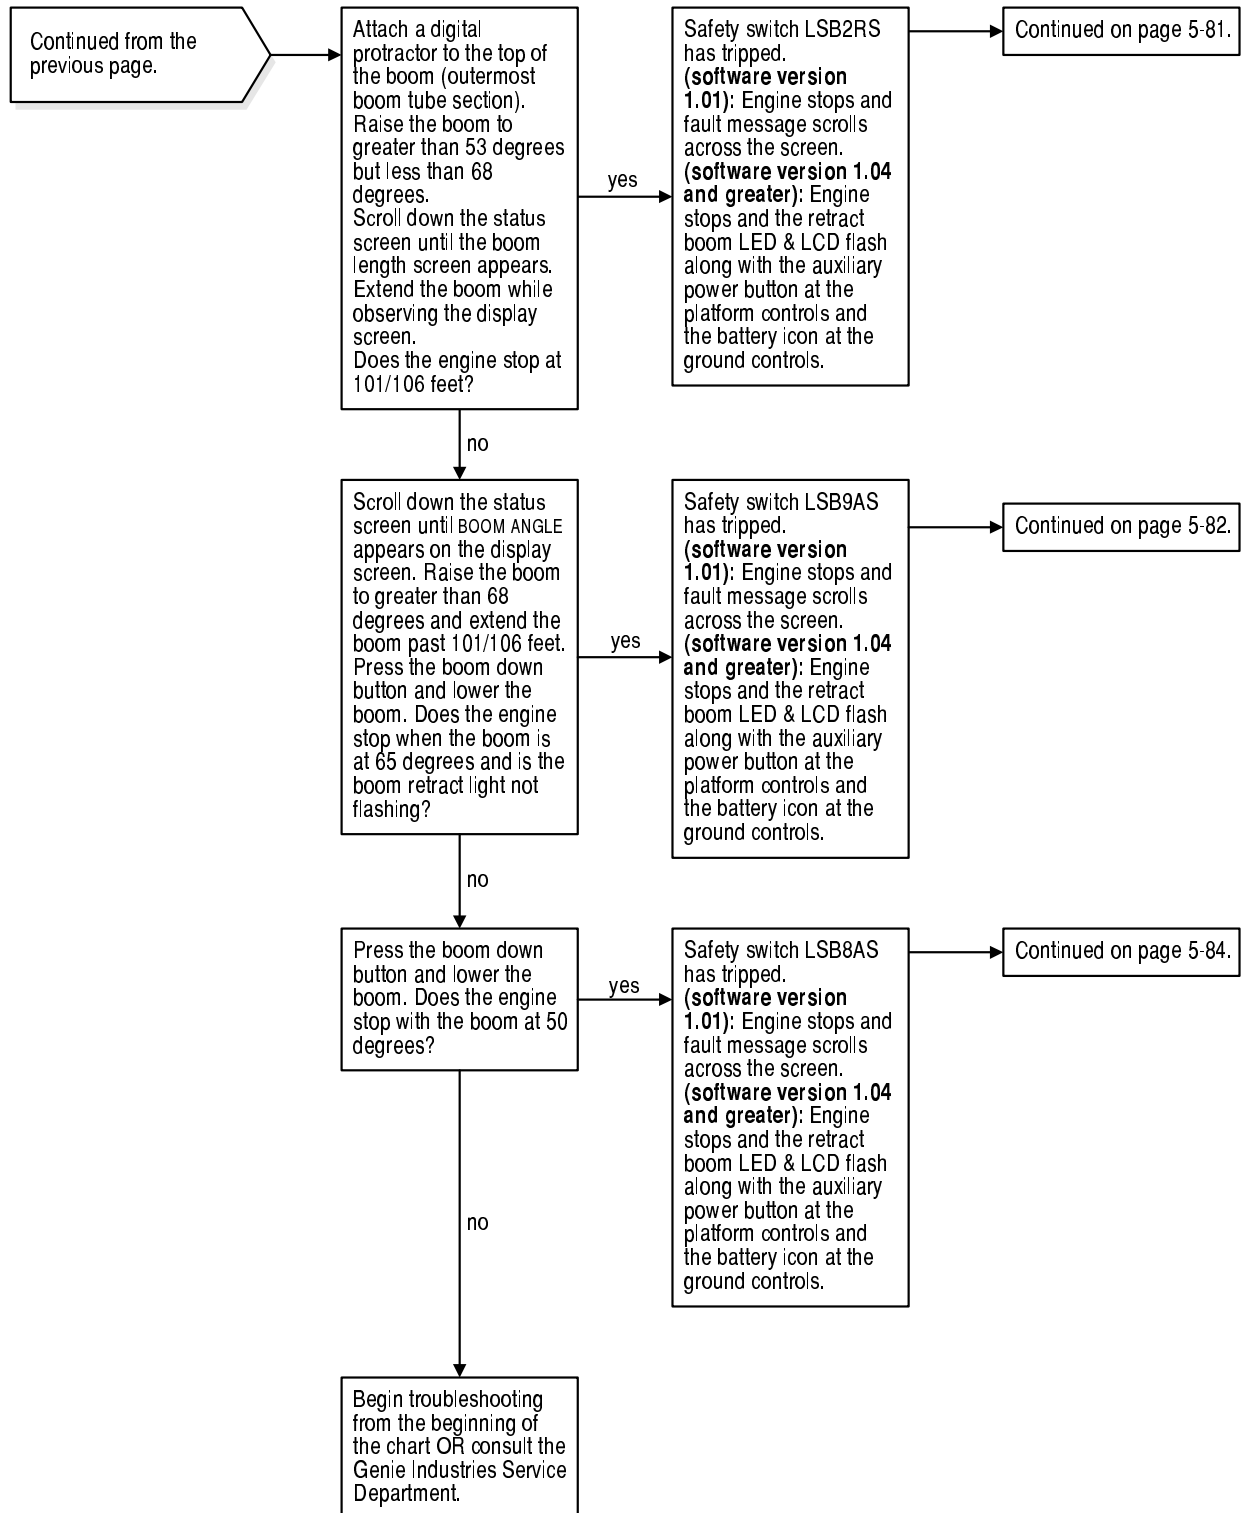 Continued from the
previous page.
Attach a digital
protractor to the top of
the boom (outermost
boom tube section).
Raise the boom to
greater than 53 degrees
but less than 68
degrees.
Scroll down the status
screen until the boom
length screen appears.
Extend the boom while
observing the display
screen.
Does the engine stop at
101/106 feet?
yes
Safety switch LSB2RS
has tripped.
(software version
1.01): Engine stops and
fault message scrolls
across the screen.
(software version 1.04
and greater): Engine
stops and the retract
boom LED & LCD flash
along with the auxiliary
power button at the
platform controls and
the battery icon at the
ground controls.
Continued on page 5-81.
no
Scroll down the status
screen until BOOM ANGLE
appears on the display
screen. Raise the boom
to greater than 68
degrees and extend the
boom past 101/106 feet.
Press the boom down
button and lower the
boom. Does the engine
stop when the boom is
at 65 degrees and is the
boom retract light not
flashing?
yes
Safety switch LSB9AS
has tripped.
(software version
1.01): Engine stops and
fault message scrolls
across the screen.
(software version 1.04
and greater): Engine
stops and the retract
boom LED & LCD flash
along with the auxiliary
power button at the
platform controls and
the battery icon at the
ground controls.
Continued on page 5-82.
no
Press the boom down
button and lower the
boom. Does the engine
stop with the boom at 50
degrees?
yes
Safety switch LSB8AS
has tripped.
(software version
1.01): Engine stops and
fault message scrolls
across the screen.
(software version 1.04
and greater): Engine
stops and the retract
boom LED & LCD flash
along with the auxiliary
power button at the
platform controls and
the battery icon at the
ground controls.
Continued on page 5-84.
no
Begin troubleshooting
from the beginning of
the chart OR consult the
Genie Industries Service
Department.